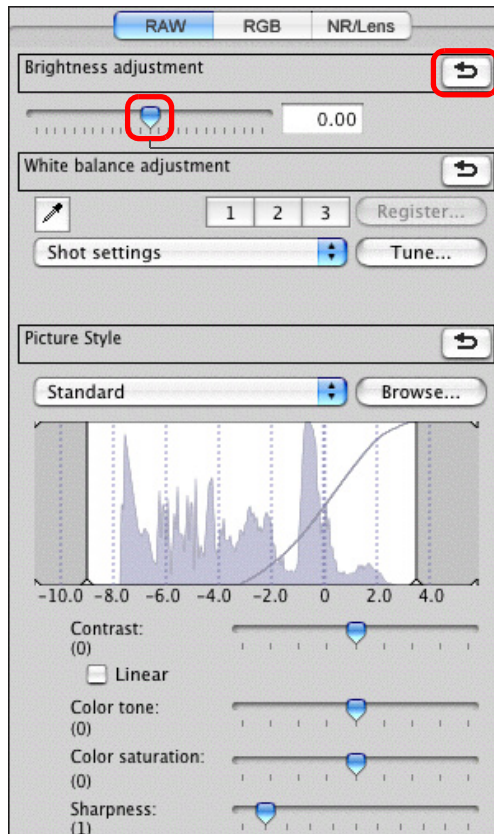 RAW RGB NR/Lens
Brightness adjustment
0.00
White balance adjustment
1 2 3 Register...
Shot settings Tune...
Picture Style
Standard Browse...
-10.0 -8.0 -6.0 -4.0 -2.0 0 2.0 4.0
Contrast:
(0)
Linear
Color tone:
(0)
Color saturation:
(0)
Sharpness:
(1)